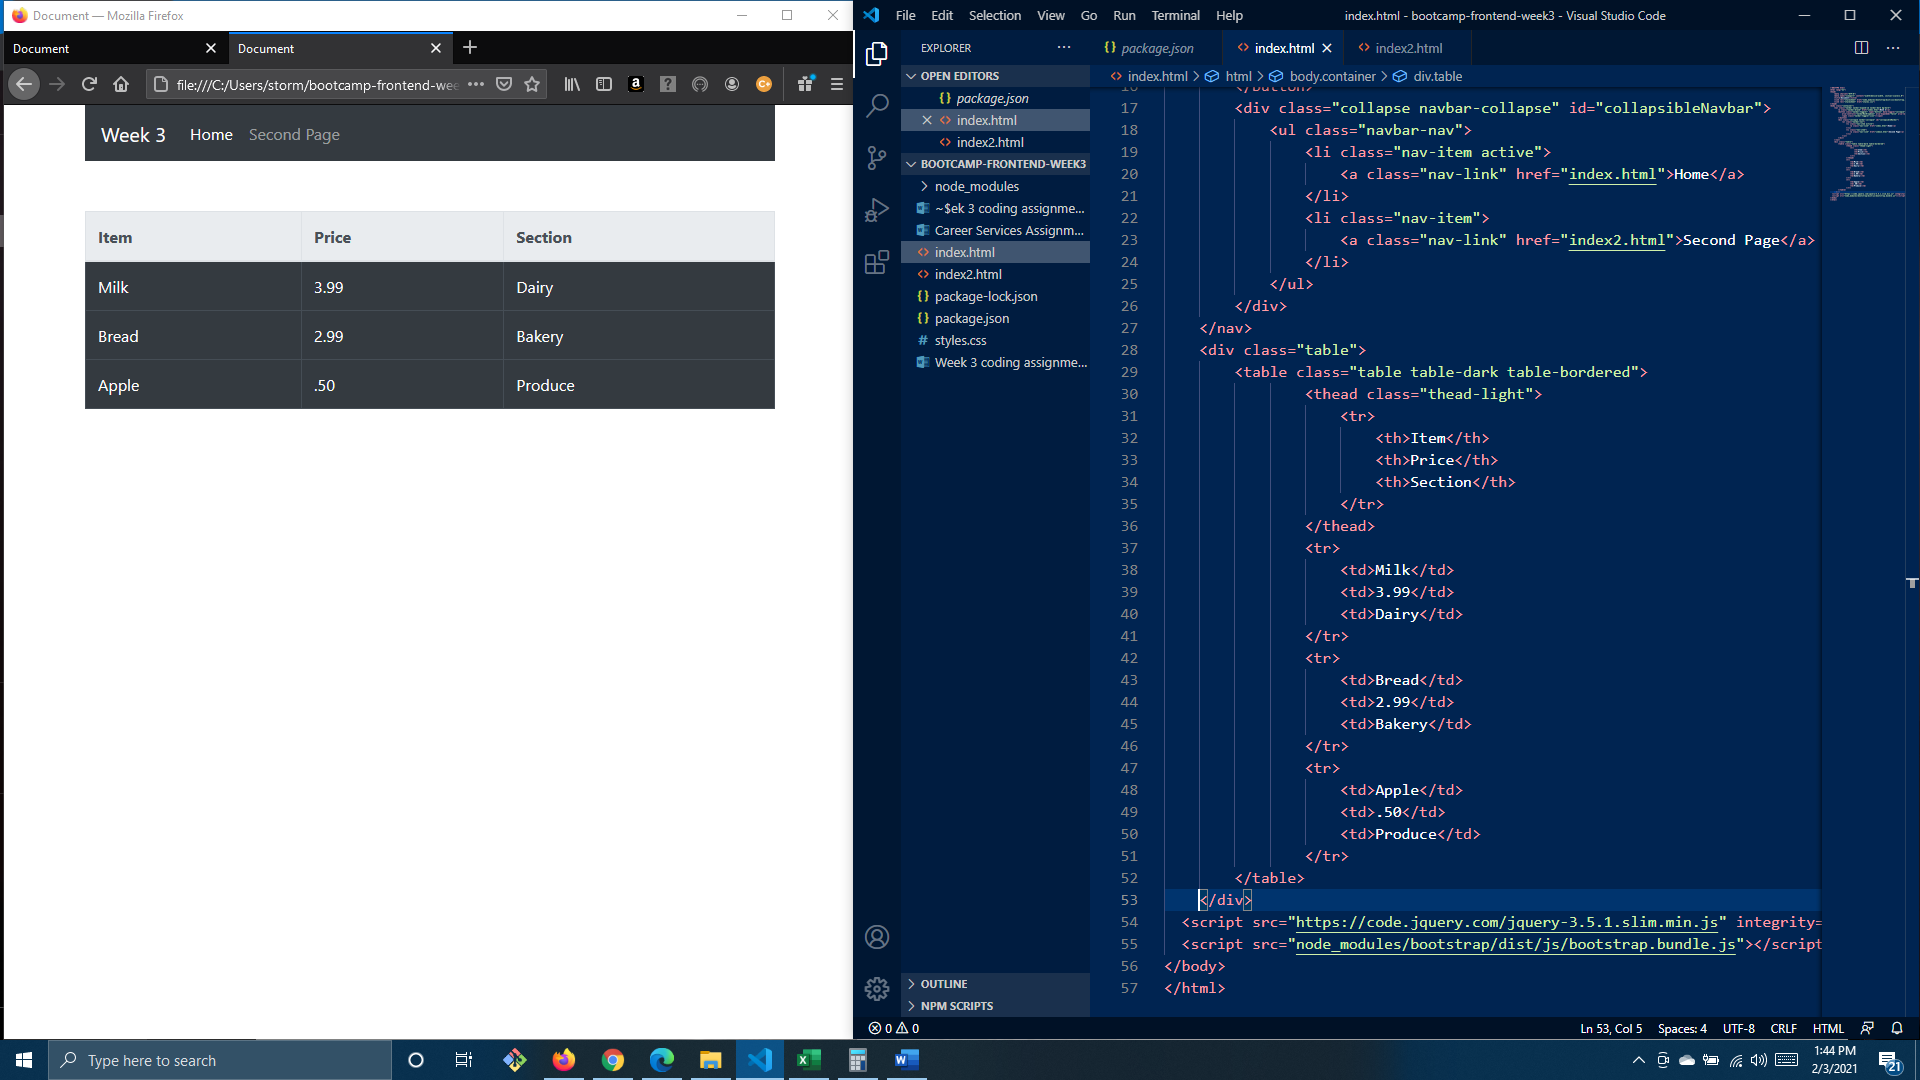 Document — Mozilla Firefox
Document
Document
file:///C:/Users/storm/bootcamp-frontend-wee
Week 3
Home
Second Page
Item Price Section
Milk 3.99 Dairy
Bread 2.99 Bakery
Apple .50 Produce
File Edit Selection View Go Run Terminal Help
index.html - bootcamp-frontend-week3 - Visual Studio Code
EXPLORER
OPEN EDITORS
{} package.json
<> index.html
<> index2.html
BOOTCAMP-FRONTEND-WEEK3
node_modules
~$ek 3 coding assignme...
Career Services Assignm...
<> index.html
<> index2.html
{} package-lock.json
{} package.json
# styles.css
Week 3 coding assignme...
OUTLINE
NPM SCRIPTS
{} package.json
<> index.html
<> index2.html
<> index.html > html > body.container > div.table
16 </button>
17 <div class="collapse navbar-collapse" id="collapsibleNavbar">
18 <ul class="navbar-nav">
19 <li class="nav-item active">
20 <a class="nav-link" href="index.html">Home</a>
21 </li>
22 <li class="nav-item">
23 <a class="nav-link" href="index2.html">Second Page</a>
24 </li>
25 </ul>
26 </div>
27 </nav>
28 <div class="table">
29 <table class="table table-dark table-bordered">
30 <thead class="thead-light">
31 <tr>
32 <th>Item</th>
33 <th>Price</th>
34 <th>Section</th>
35 </tr>
36 </thead>
37 <tr>
38 <td>Milk</td>
39 <td>3.99</td>
40 <td>Dairy</td>
41 </tr>
42 <tr>
43 <td>Bread</td>
44 <td>2.99</td>
45 <td>Bakery</td>
46 </tr>
47 <tr>
48 <td>Apple</td>
49 <td>.50</td>
50 <td>Produce</td>
51 </tr>
52 </table>
53 </div>
54 <script src="https://code.jquery.com/jquery-3.5.1.slim.min.js" integrity=
55 <script src="node_modules/bootstrap/dist/js/bootstrap.bundle.js"></script
56 </body>
57 </html>
0 0
Ln 53, Col 5 Spaces: 4 UTF-8 CRLF HTML
Type here to search
1:44 PM
2/3/2021
21